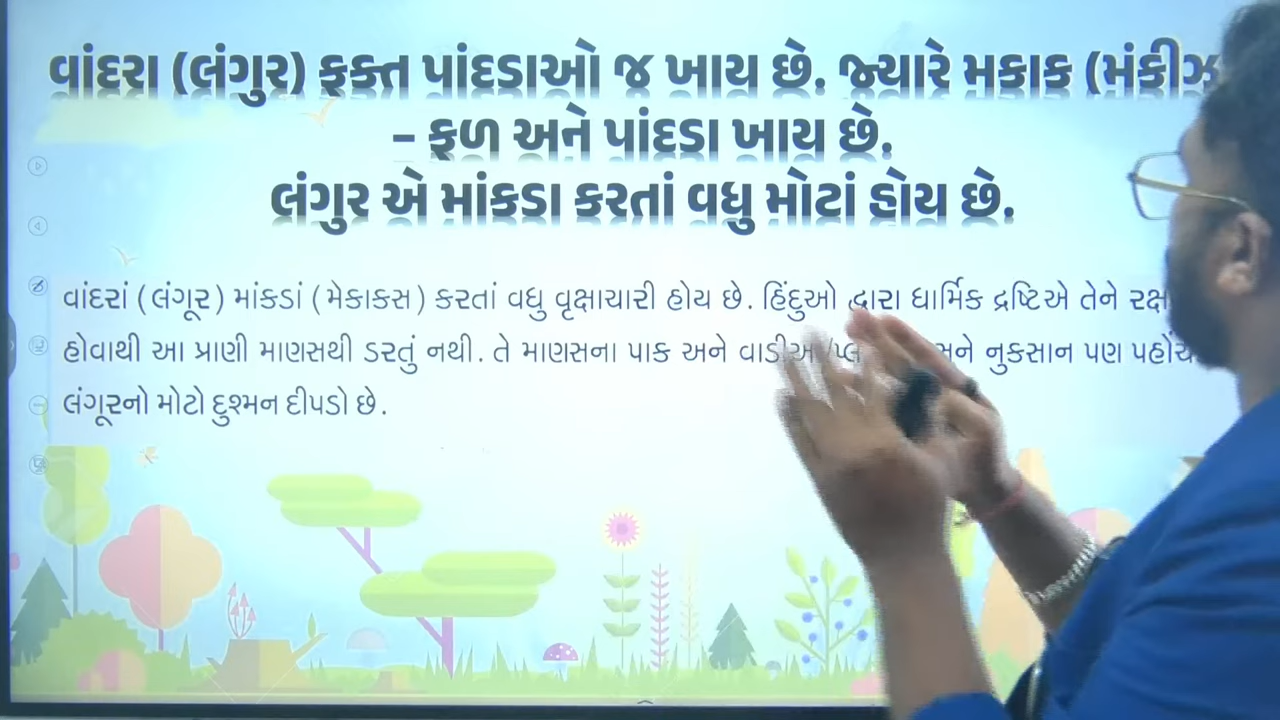 વાંદરા (લંગુર) ફક્ત પાંદડાઓ જ ખાય છે. જ્યારે મકાક (મંકીઝ
– ફળ અને પાંદડા ખાય છે.
લંગુર એ માંકડા કરતાં વધુ મોટાં હોય છે.
વાંદરાં (લંગૂર) માંકડાં (મેકાકસ) કરતાં વધુ વૃક્ષાચારી હોય છે. હિંદુઓ દ્વારા ધાર્મિક દ્રષ્ટિએ તેને
હોવાથી આ પ્રાણી માણસથી ડરતું નથી. તે માણસના પાક અને નુકસાન પણ
લંગૂરનો મોટો દુશ્મન દીપડો છે.